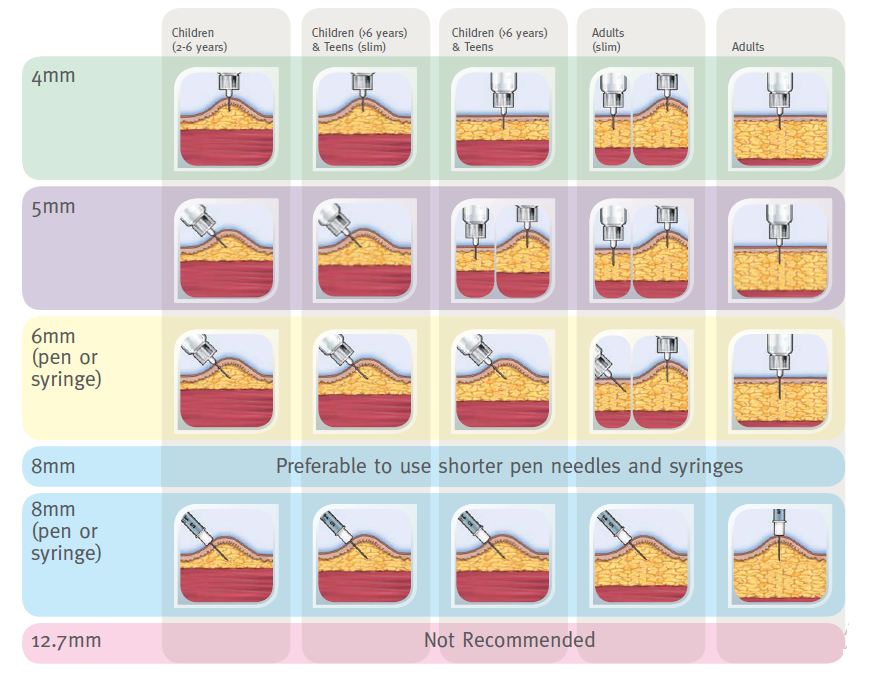 Children
(2-6 years)
Children (>6 years)
& Teens (slim)
Children (>6 years)
& Teens
Adults
(slim)
Adults
4mm
5mm
6mm
(pen or
syringe)
8mm
Preferable to use shorter pen needles and syringes
8mm
(pen or
syringe)
12.7mm
Not Recommended